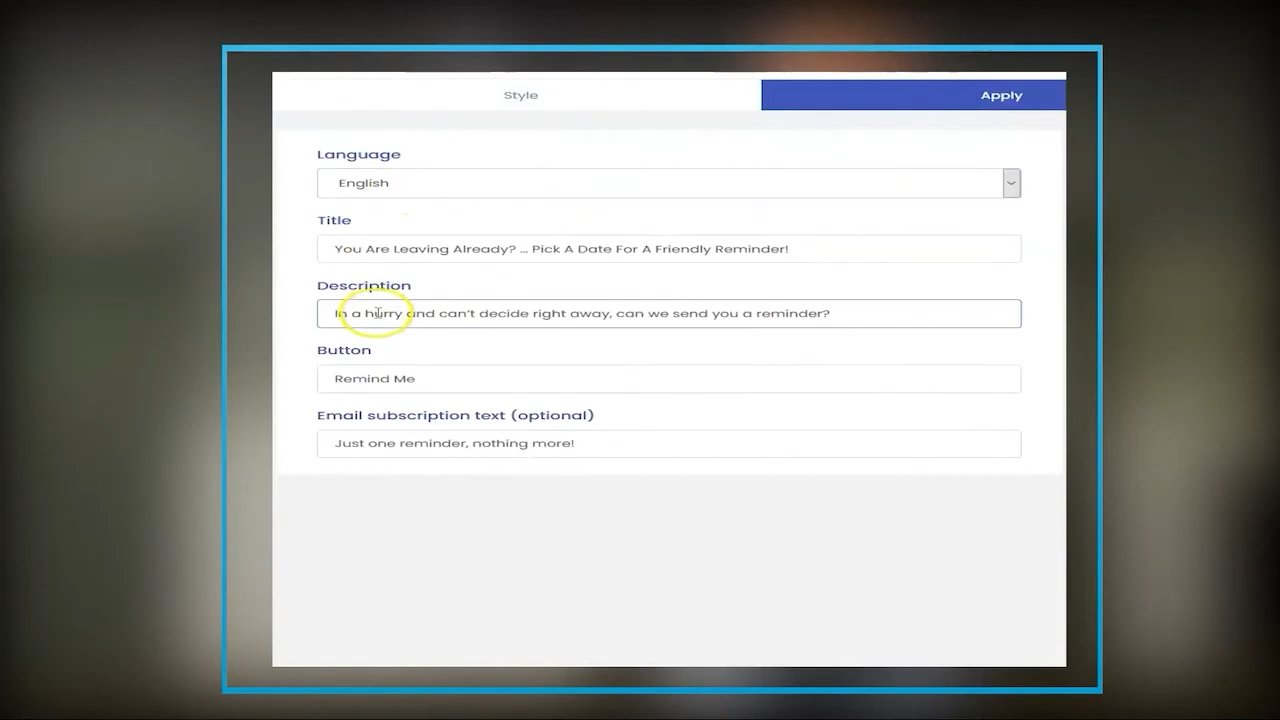 Style
Apply
Language
English
Title
You Are Leaving Already? ... Pick A Date For A Friendly Reminder!
Description
In a hurry and can't decide right away, can we send you a reminder?
Button
Remind Me
Email subscription text (optional)
Just one reminder, nothing more!